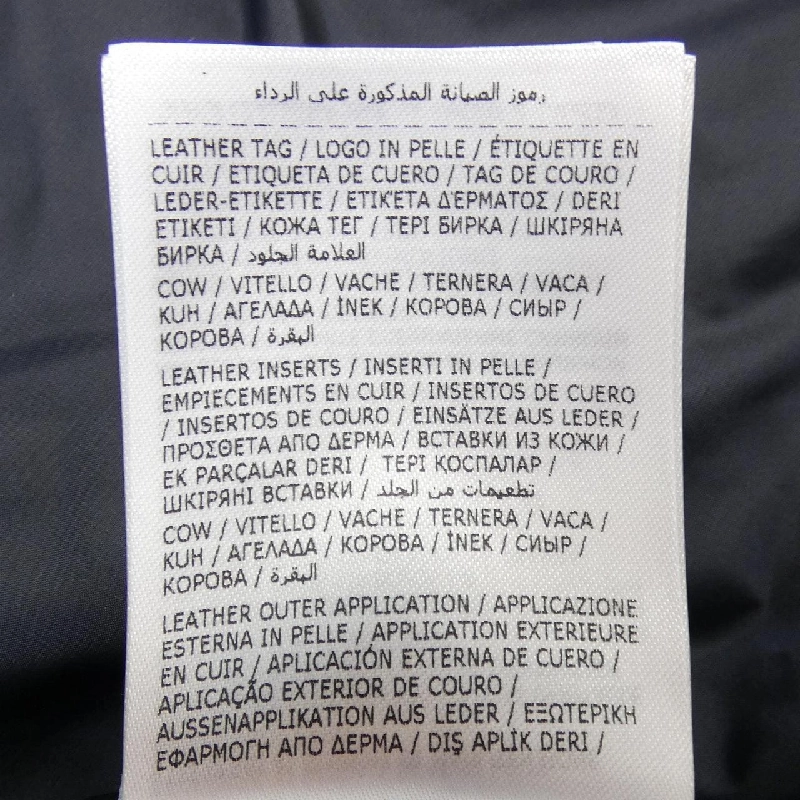 رموز الصيانة المذكورة على الرداء
LEATHER TAG / LOGO IN PELLE / ÉTIQUETTE EN
CUIR / ETIQUETA DE CUERO / TAG DE COURO /
LEDER-ETIKETTE / ΕΤΙΚΈΤΑ ΔΈΡΜΑΤΟΣ / DERI
ETIKETI / КОЖА ТЕГ / ТЕРІ БИРКА / ШКІРЯНА
БИРКА / العلامة الجلود
COW / VITELLO / VACHE / TERNERA / VACA /
KUH / ΑΓΕΛΑΔΑ / İNEK / КОРОВА / СИЫР /
КОРОВА / البقرة
LEATHER INSERTS / INSERTI IN PELLE /
EMPIECEMENTS EN CUIR / INSERTOS DE CUERO
/ INSERTOS DE COURO / EINSÄTZE AUS LEDER /
ΠΡΟΣΘΕΤΑ ΑΠΟ ΔΕΡΜΑ / ВСТАВКИ ИЗ КОЖИ /
EK PARÇALAR DERI / ТЕРІ КОСПАЛАР /
ШКІРЯНІ ВСТАВКИ / تطعيمات من الجلد
COW / VITELLO / VACHE / TERNERA / VACA /
KUH / ΑΓΕΛΑΔΑ / КОРОВА / İNEK / СИЫР /
КОРОВА / البقرة
LEATHER OUTER APPLICATION / APPLICAZIONE
ESTERNA IN PELLE / APPLICATION EXTERIEURE
EN CUIR / APLICACIÓN EXTERNA DE CUERO /
APLICAÇÃO EXTERIOR DE COURO /
AUSSENAPPLIKATION AUS LEDER / ΕΞΩΤΕΡΙΚΗ
ΕΦΑΡΜΟΓΗ ΑΠΟ ΔΕΡΜΑ / DIŞ APLİK DERI /